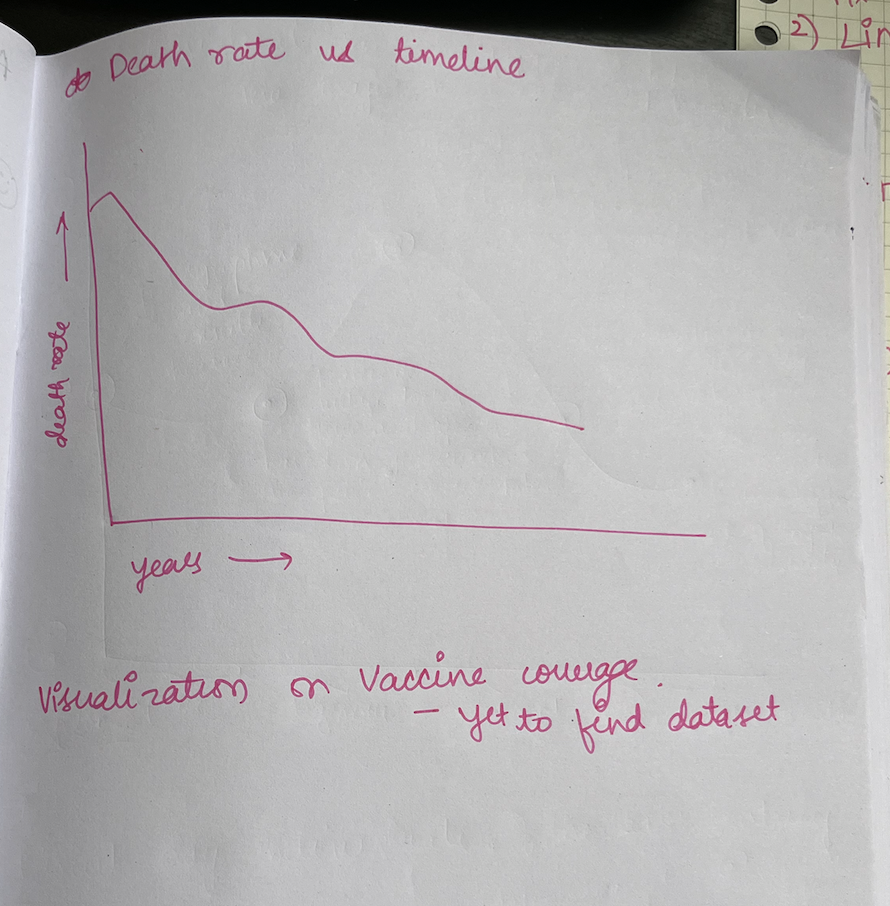 Death rate vs timeline
2) Lin
death rate
years
Visualization on Vaccine coverage.
- yet to find dataset